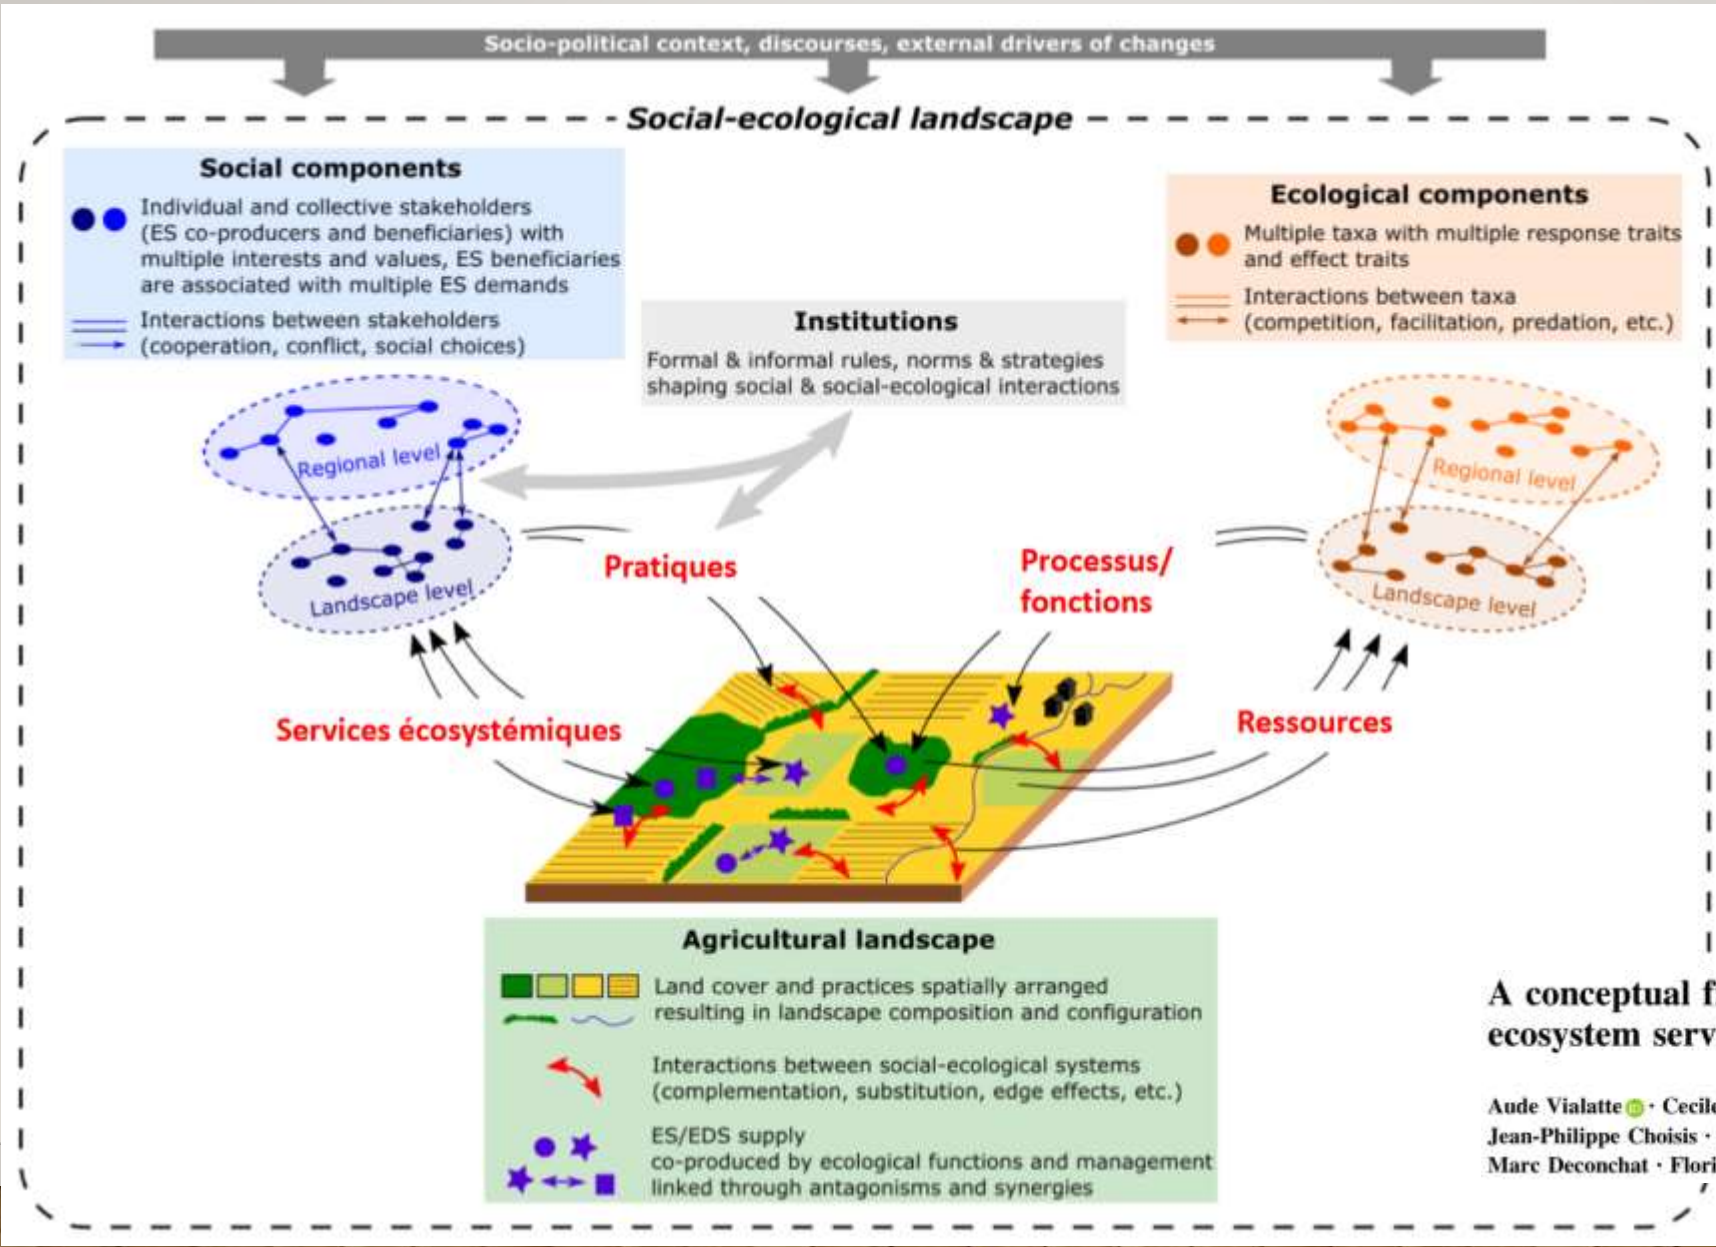 Socio-political context, discourses, external drivers of changes
Social-ecological landscape
Social components
Individual and collective stakeholders
(ES co-producers and beneficiaries) with
multiple interests and values, ES beneficiaries
are associated with multiple ES demands
Interactions between stakeholders
(cooperation, conflict, social choices)
Ecological components
Multiple taxa with multiple response traits
and effect traits
Interactions between taxa
(competition, facilitation, predation, etc.)
Institutions
Formal & informal rules, norms & strategies
shaping social & social-ecological interactions
Regional level
Landscape level
Regional level
Landscape level
Pratiques
Processus/
fonctions
Services écosystémiques
Ressources
Agricultural landscape
Land cover and practices spatially arranged
resulting in landscape composition and configuration
Interactions between social-ecological systems
(complementation, substitution, edge effects, etc.)
ES/EDS supply
co-produced by ecological functions and management
linked through antagonisms and synergies
A conceptual
ecosystem
Aude Vialatte iD · Cecile
Jean-Philippe Choisis ·
Marc Deconchat ·